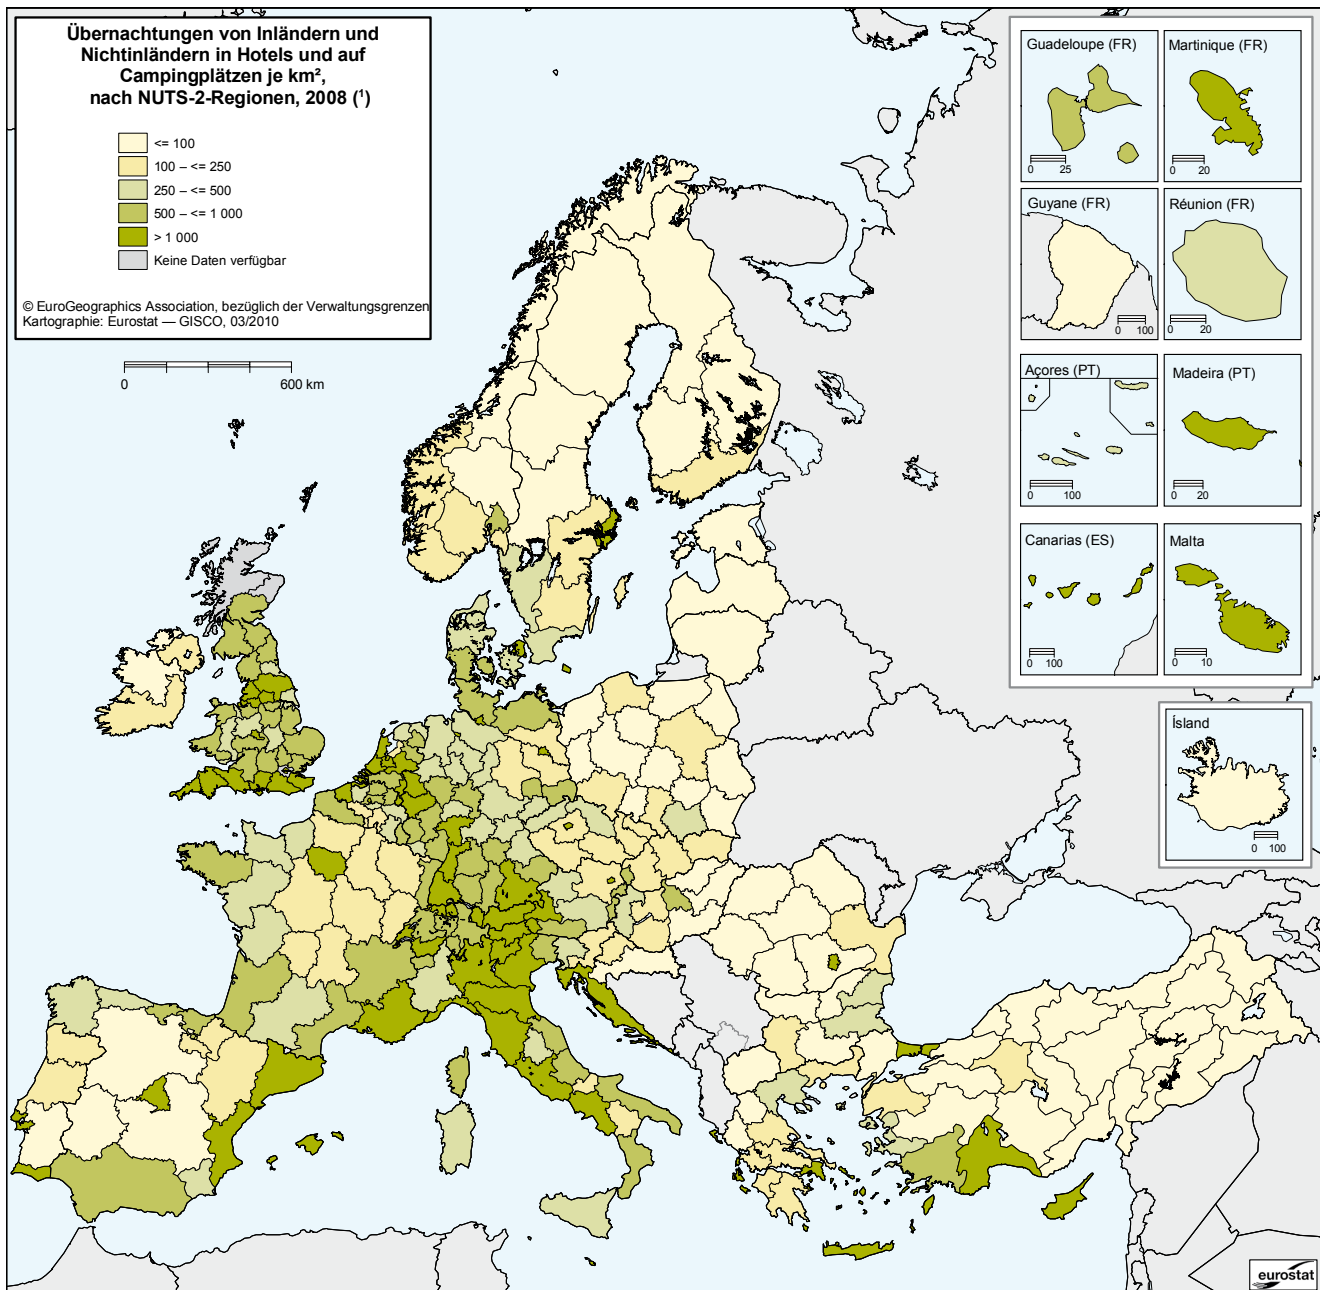 Übernachtungen von Inländern und
Nichtinländern in Hotels und auf
Campingplätzen je km²,
nach NUTS-2-Regionen, 2008 (¹)
<= 100
100 – <= 250
250 – <= 500
500 – <= 1 000
> 1 000
Keine Daten verfügbar
© EuroGeographics Association, bezüglich der Verwaltungsgrenzen
Kartographie: Eurostat — GISCO, 03/2010
0 600 km
Guadeloupe (FR)
0 25
Martinique (FR)
0 20
Guyane (FR)
0 100
Réunion (FR)
0 20
Açores (PT)
0 100
Madeira (PT)
0 20
Canarias (ES)
0 100
Malta
0 10
Ísland
0 100
eurostat